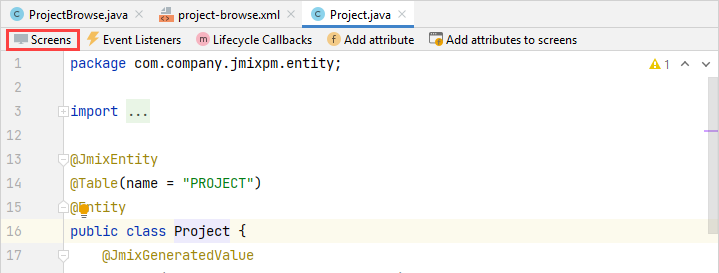 ProjectBrowse.java project-browse.xml Project.java
Screens Event Listeners Lifecycle Callbacks Add attribute Add attributes to screens
1 package com.company.jmixpm.entity; 1
2
3 import ...
12
13 @JmixEntity
14 @Table(name = "PROJECT")
15 @Entity
16 public class Project {
17 @JmixGeneratedValue